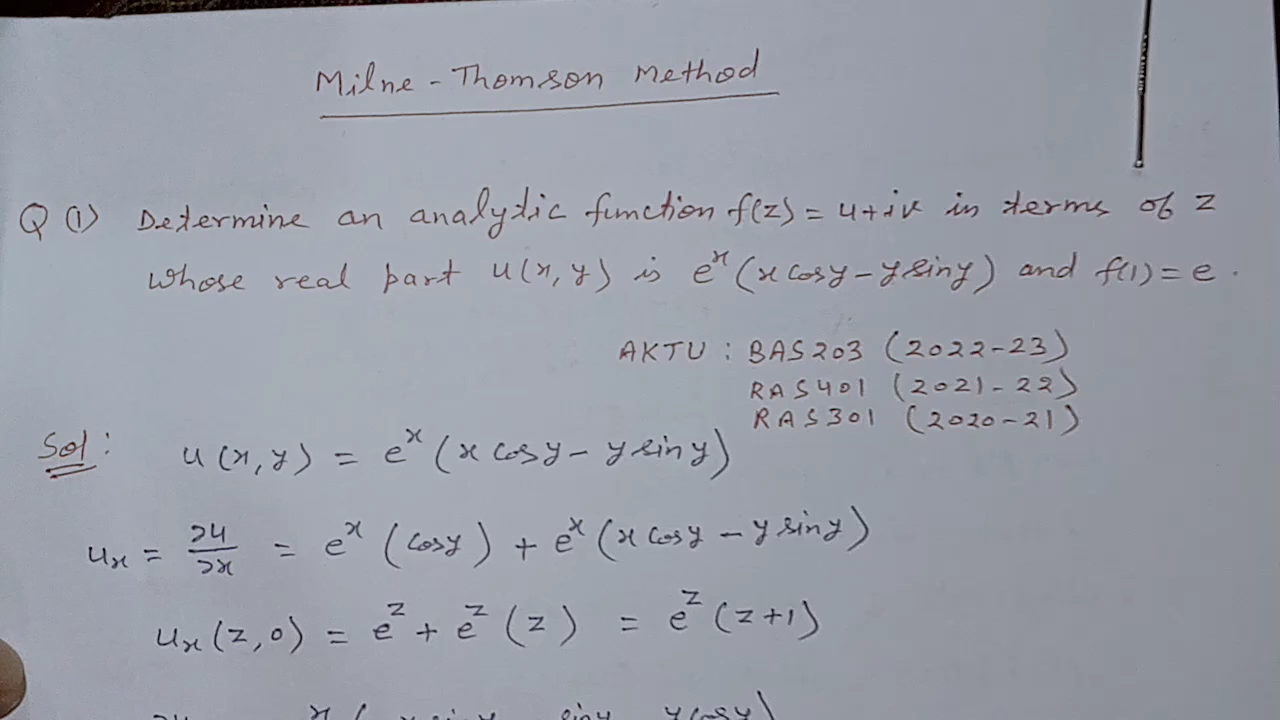 Milne-Thomson Method
Q (1) Determine an analytic function f(z) = u+iv in terms of z
whose real part u(x, y) is e^x (x cosy - y siny) and f(1) = e.
AKTU : BAS203 (2022-23)
RAS401 (2021-22)
RAS301 (2020-21)
Sol: u(x, y) = e^x (x cosy - y siny)
u_x = ∂u/∂x = e^x (cosy) + e^x (x cosy - y siny)
u_x (z, 0) = e^z + e^z (z) = e^z (z+1)